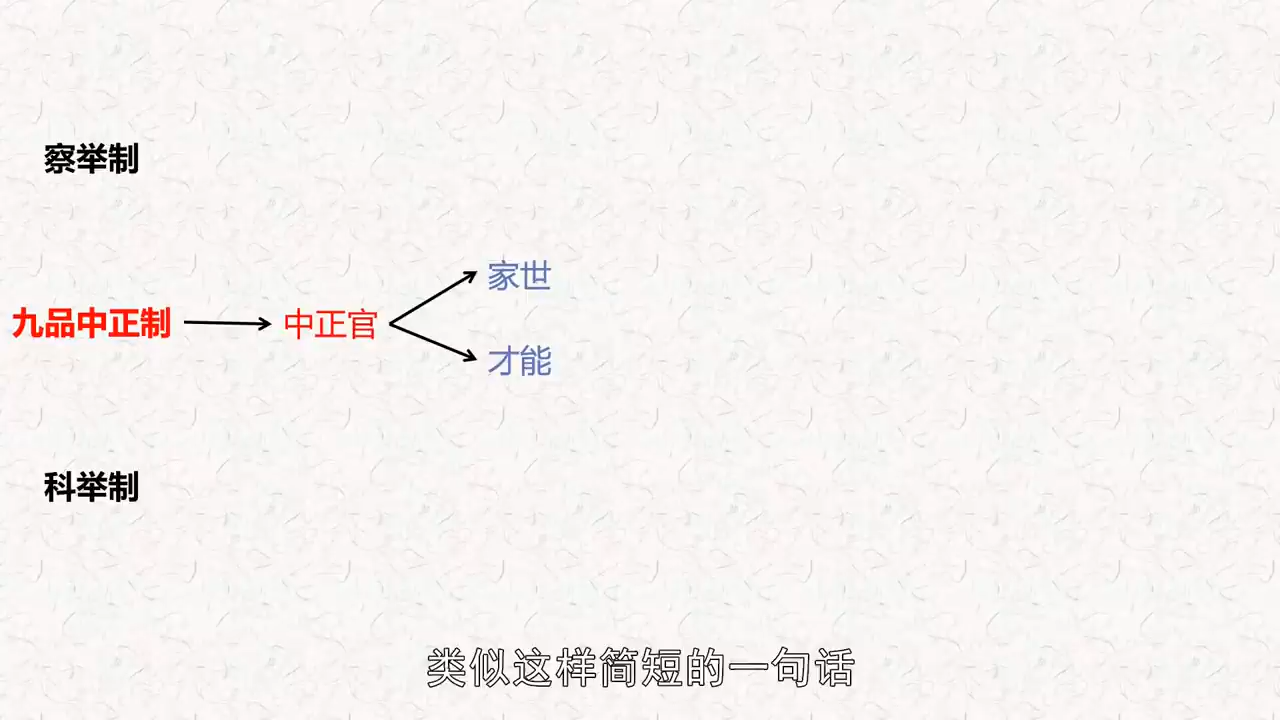 察举制
家世
九品中正制
中正官
才能
科举制
类似这样简短的一句话